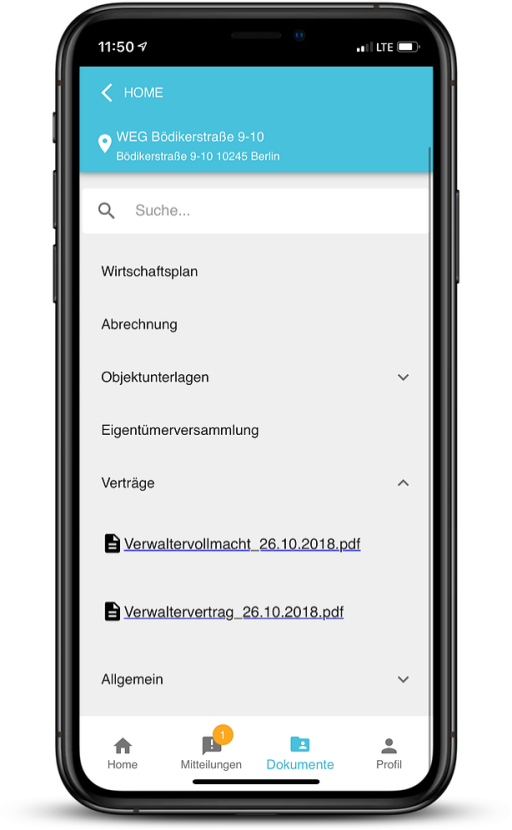 11:50 LTE
HOME
WEG Bödikerstraße 9-10
Bödikerstraße 9-10 10245 Berlin
Suche...
Wirtschaftsplan
Abrechnung
Objektunterlagen
Eigentümerversammlung
Verträge
Verwaltervollmacht_26.10.2018.pdf
Verwaltervertrag_26.10.2018.pdf
Allgemein
1
Home Mitteilungen Dokumente Profil